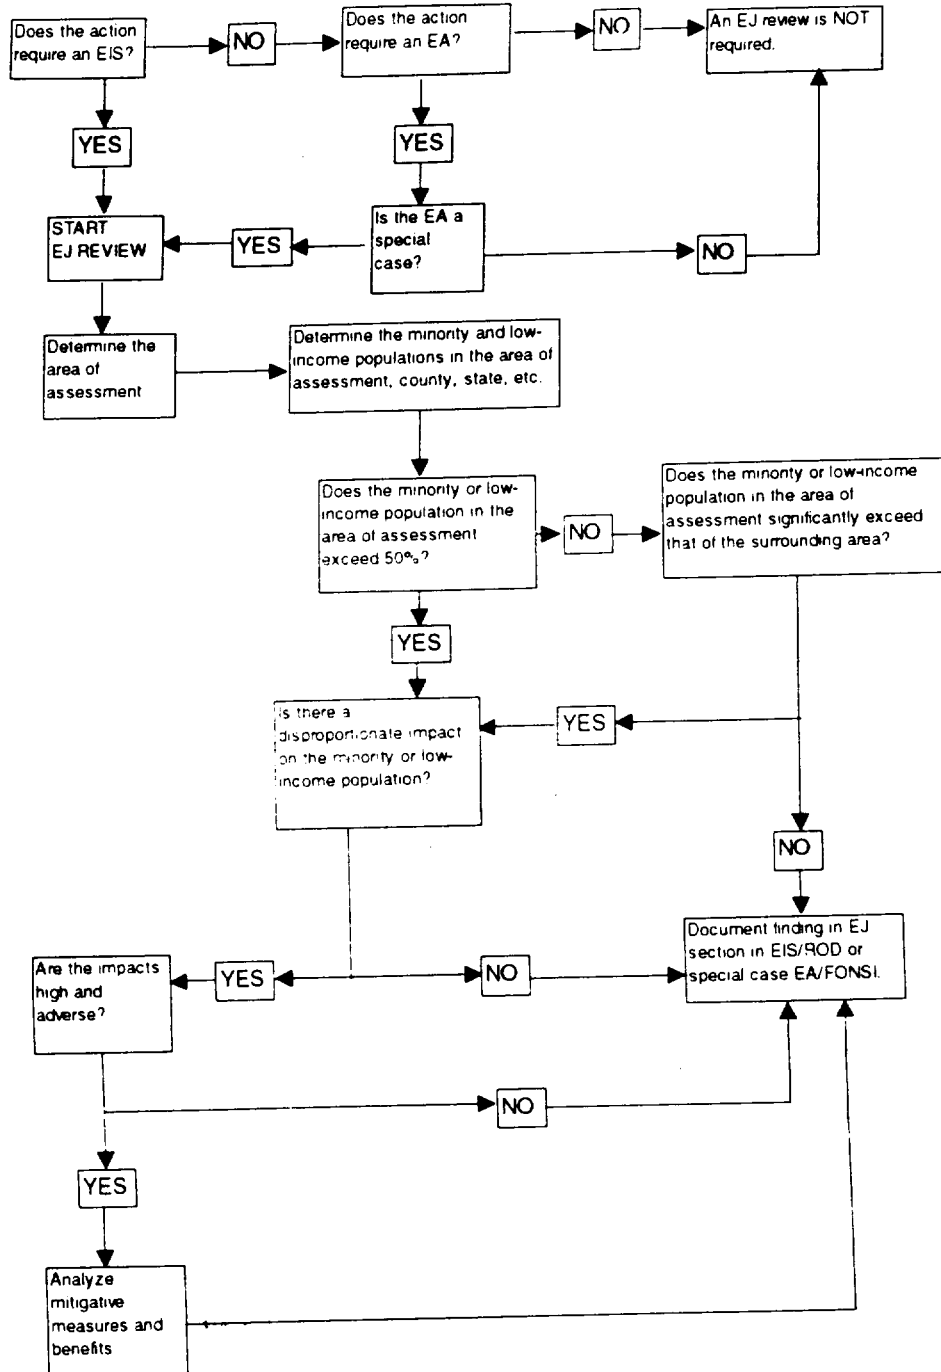 Does the action
require an EIS?
NO
Does the action
require an EA?
NO
An EJ review is NOT
required.
YES
YES
START
EJ REVIEW
YES
Is the EA a
special
case?
NO
Determine the
area of
assessment
Determine the minority and low-
income populations in the area of
assessment, county, state, etc.
Does the minority or low-
income population in the
area of assessment
exceed 50%?
NO
Does the minority or low-income
population in the area of
assessment significantly exceed
that of the surrounding area?
YES
Is there a
disproportionate impact
on the minority or low-
income population?
YES
NO
Are the impacts
high and
adverse?
YES
NO
Document finding in EJ
section in EIS/ROD or
special case EA/FONSI.
NO
YES
Analyze
mitigative
measures and
benefits